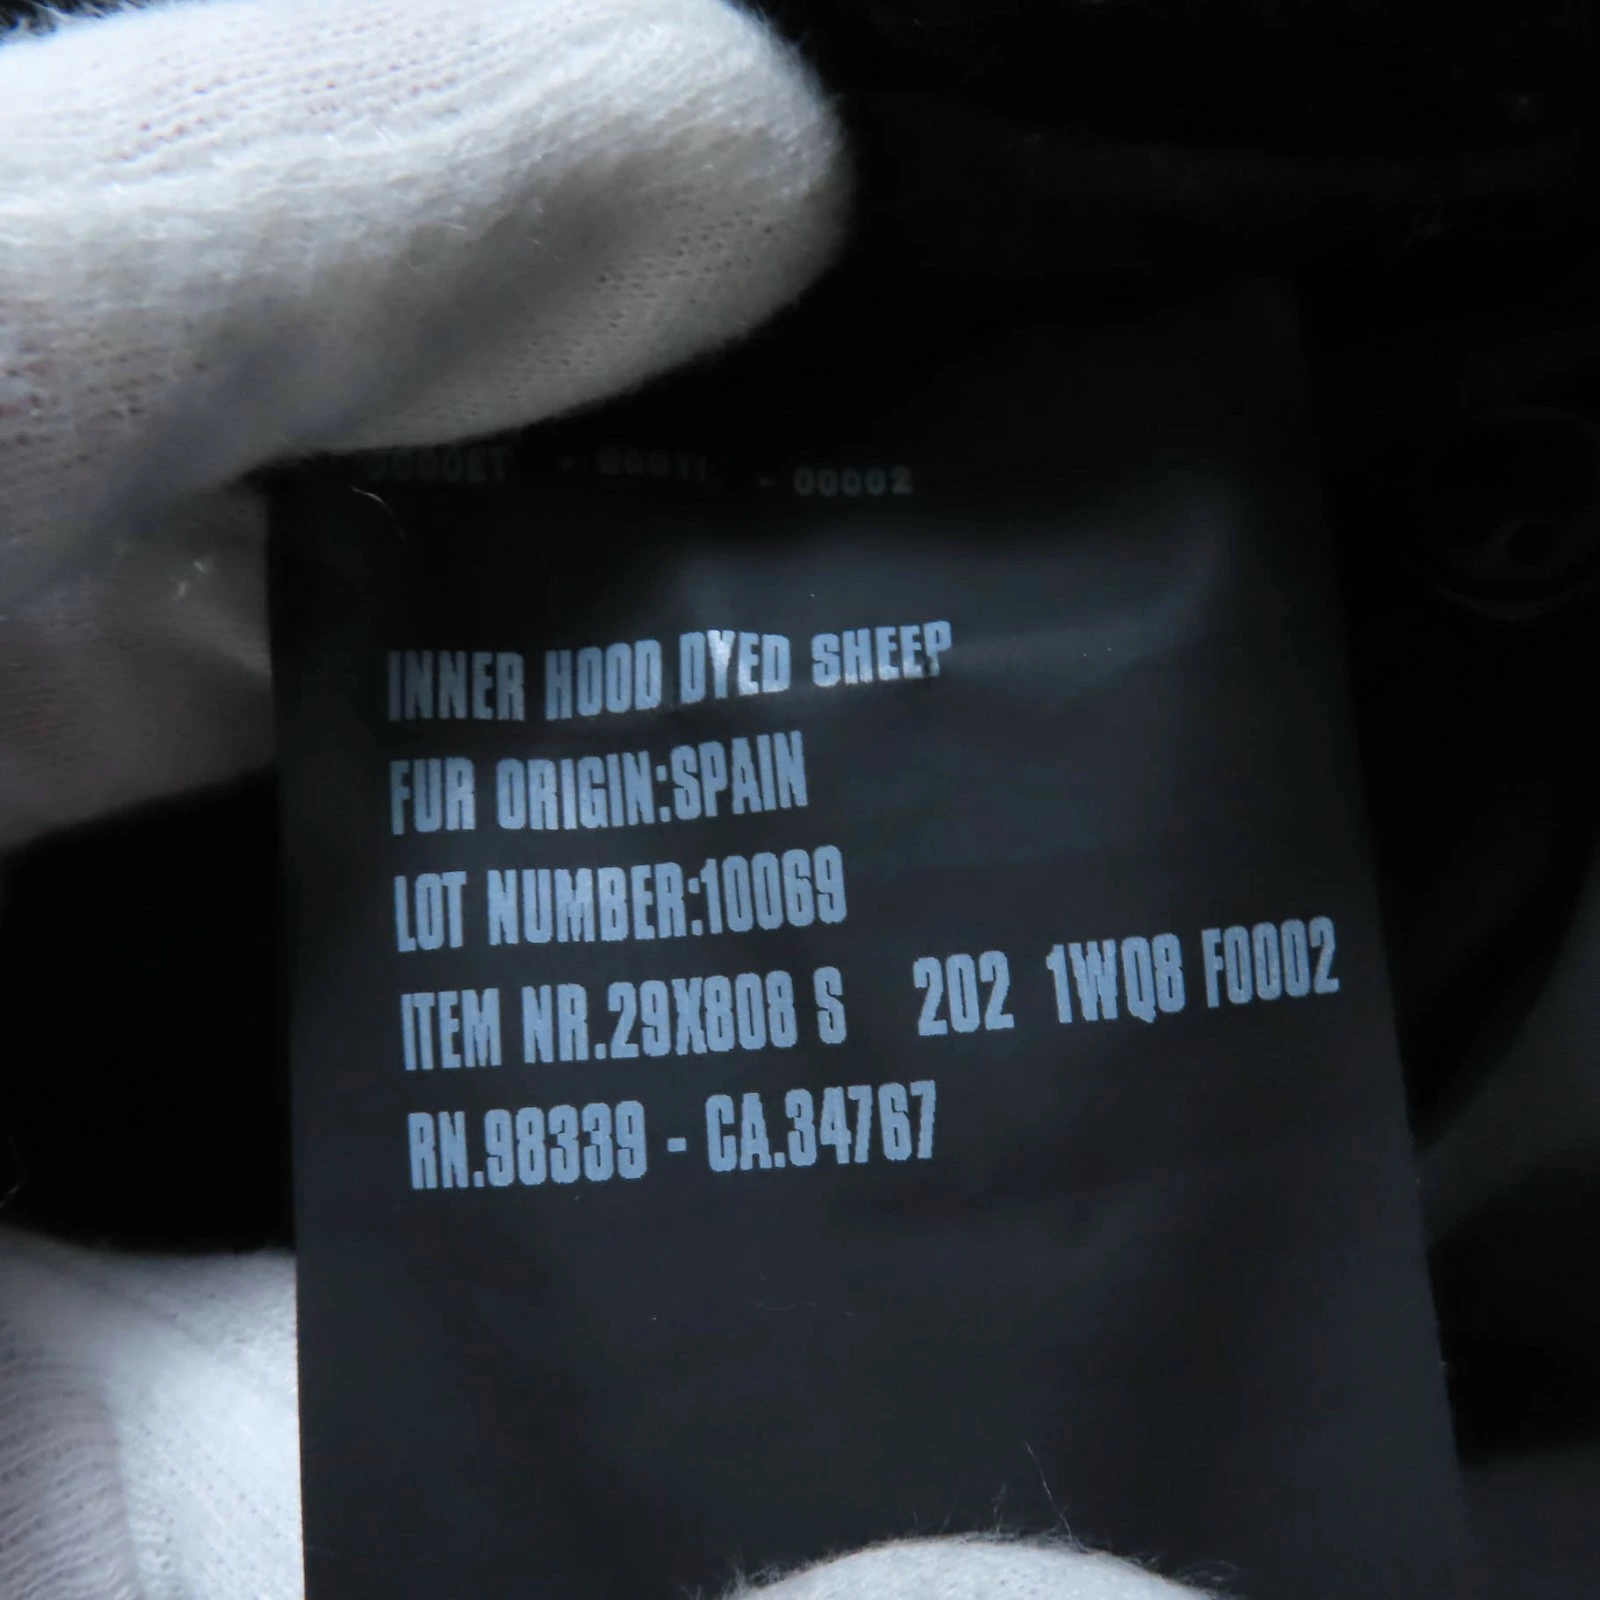 - 00002
INNER HOOD DYED SHEEP
FUR ORIGIN:SPAIN
LOT NUMBER:10069
ITEM NR.29X808 S 202 1WQ8 F0002
RN.98339 - CA.34767